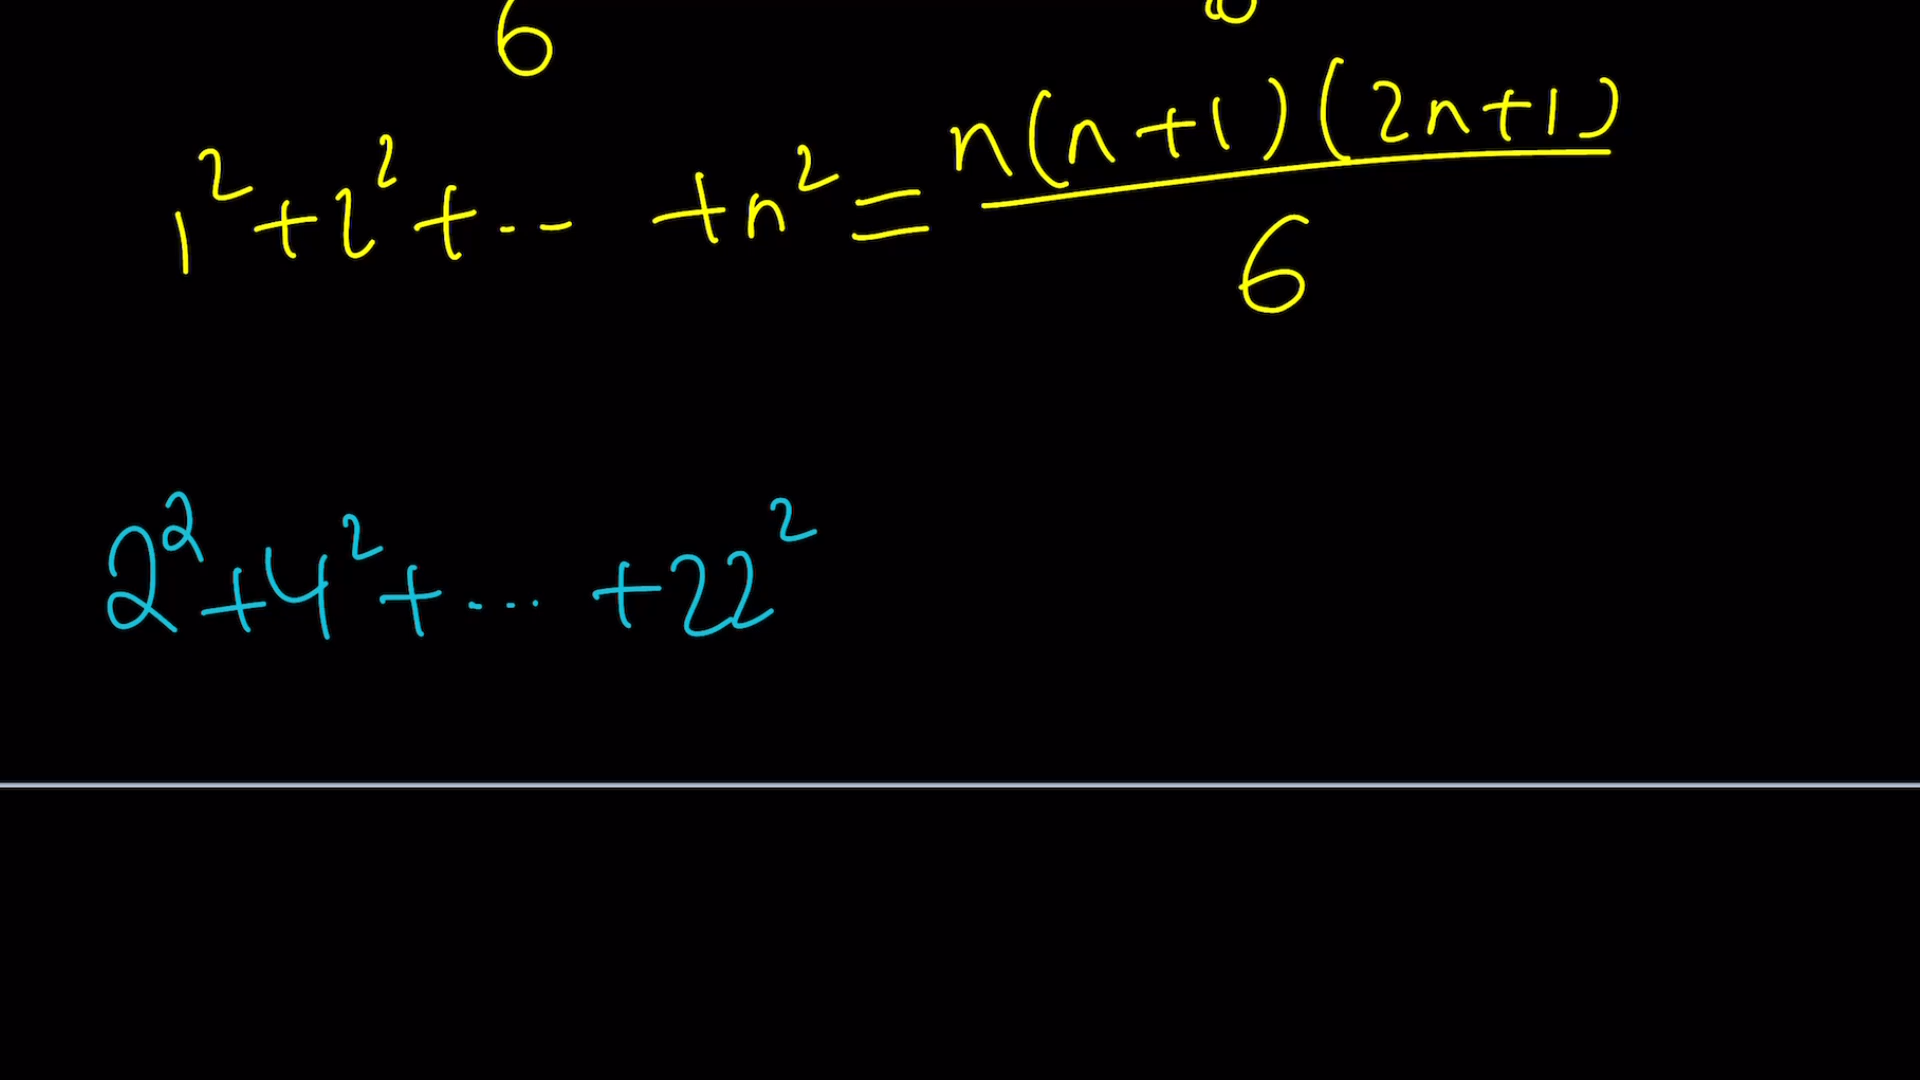 6
1²+2²+... +n²=n(n+1)(2n+1)/6
2²+4²+... +22²